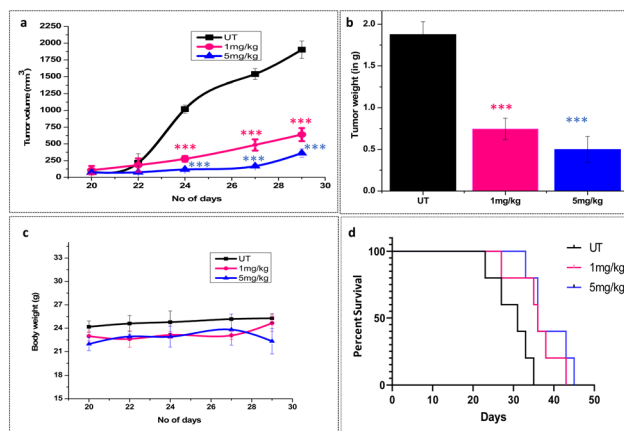 a
UT
1mg/kg
5mg/kg
2250
2000
1750
1500
1250
1000
750
500
250
0
Tumor volume(mm3)
***
***
***
***
***
***
20 22 24 26 28 30
No of days
b
Tumor weight (in g)
2.0
1.5
1.0
0.5
0.0
***
***
UT 1mg/kg 5mg/kg
c
UT
1mg/kg
5mg/kg
33
30
27
24
21
18
15
Body weight (g)
20 22 24 26 28 30
No of days
d
UT
1mg/kg
5mg/kg
Percent Survival
100
50
0
0 10 20 30 40 50
Days